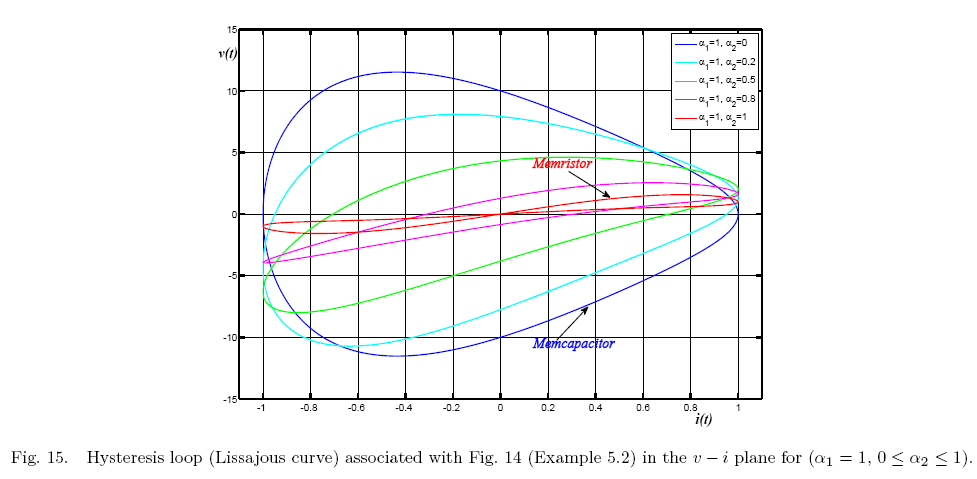 v(t)
15
10
5
0
-5
-10
-15
α1=1, α2=0
α1=1, α2=0.2
α1=1, α2=0.5
α1=1, α2=0.8
α1=1, α2=1
Memristor
Memcapacitor
-1 -0.8 -0.6 -0.4 -0.2 0 0.2 0.4 0.6 0.8 1
i(t)
Fig. 15. Hysteresis loop (Lissajous curve) associated with Fig. 14 (Example 5.2) in the v − i plane for (α1 = 1, 0 ≤ α2 ≤ 1).